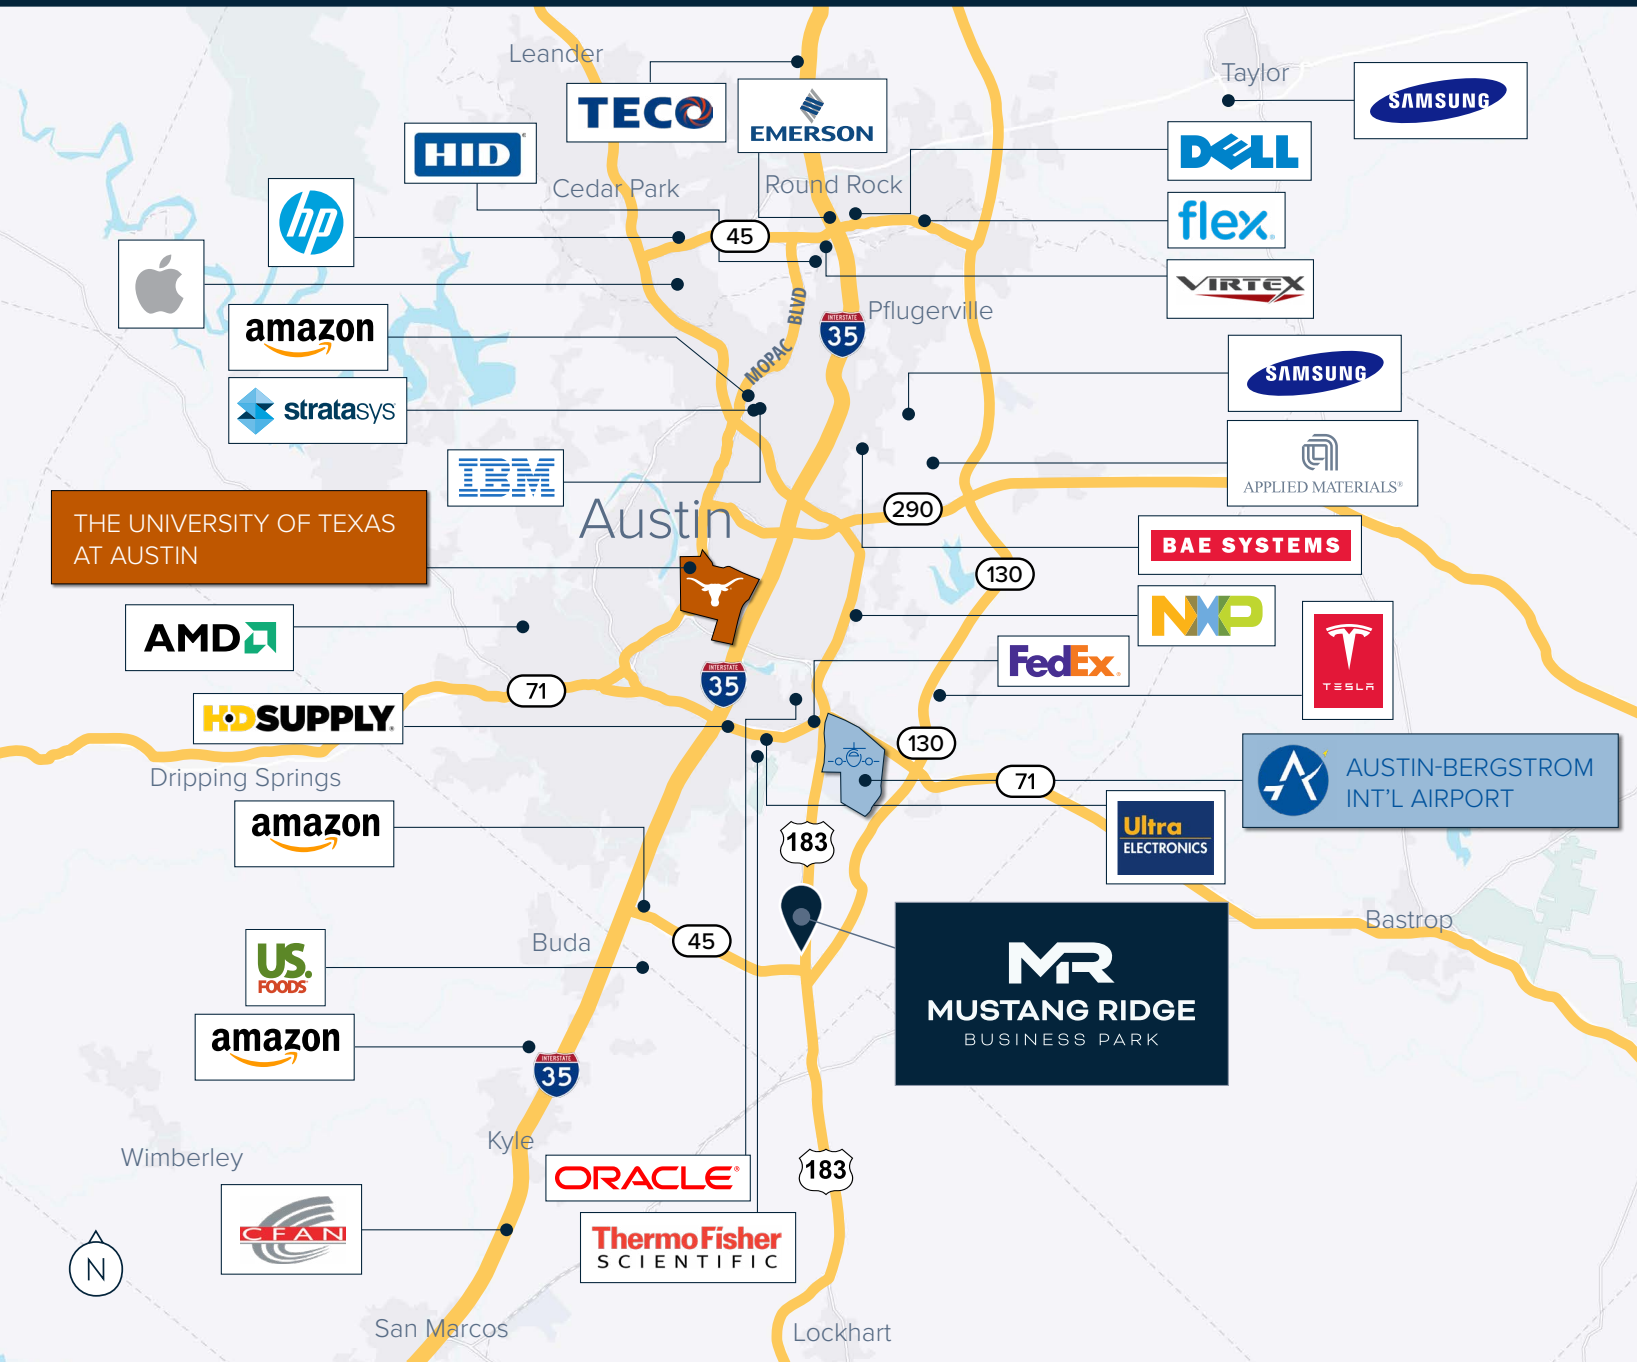 Leander
Taylor
SAMSUNG
TECO
EMERSON
HID
DELL
Cedar Park
Round Rock
hp
flex
45
VIRTEX
BLVD
MOPAC
Pflugerville
INTERSTATE
35
amazon
SAMSUNG
stratasys
IBM
APPLIED MATERIALS®
290
Austin
THE UNIVERSITY OF TEXAS
AT AUSTIN
BAE SYSTEMS
130
NXP
AMD
FedEx®
TESLA
INTERSTATE
35
71
HDSUPPLY®
130
Dripping Springs
71
AUSTIN-BERGSTROM
INT'L AIRPORT
amazon
183
Ultra
ELECTRONICS
Bastrop
Buda
45
US.
FOODS
MR
MUSTANG RIDGE
BUSINESS PARK
amazon
INTERSTATE
35
Kyle
Wimberley
ORACLE®
183
CFAN
ThermoFisher
SCIENTIFIC
N
San Marcos
Lockhart